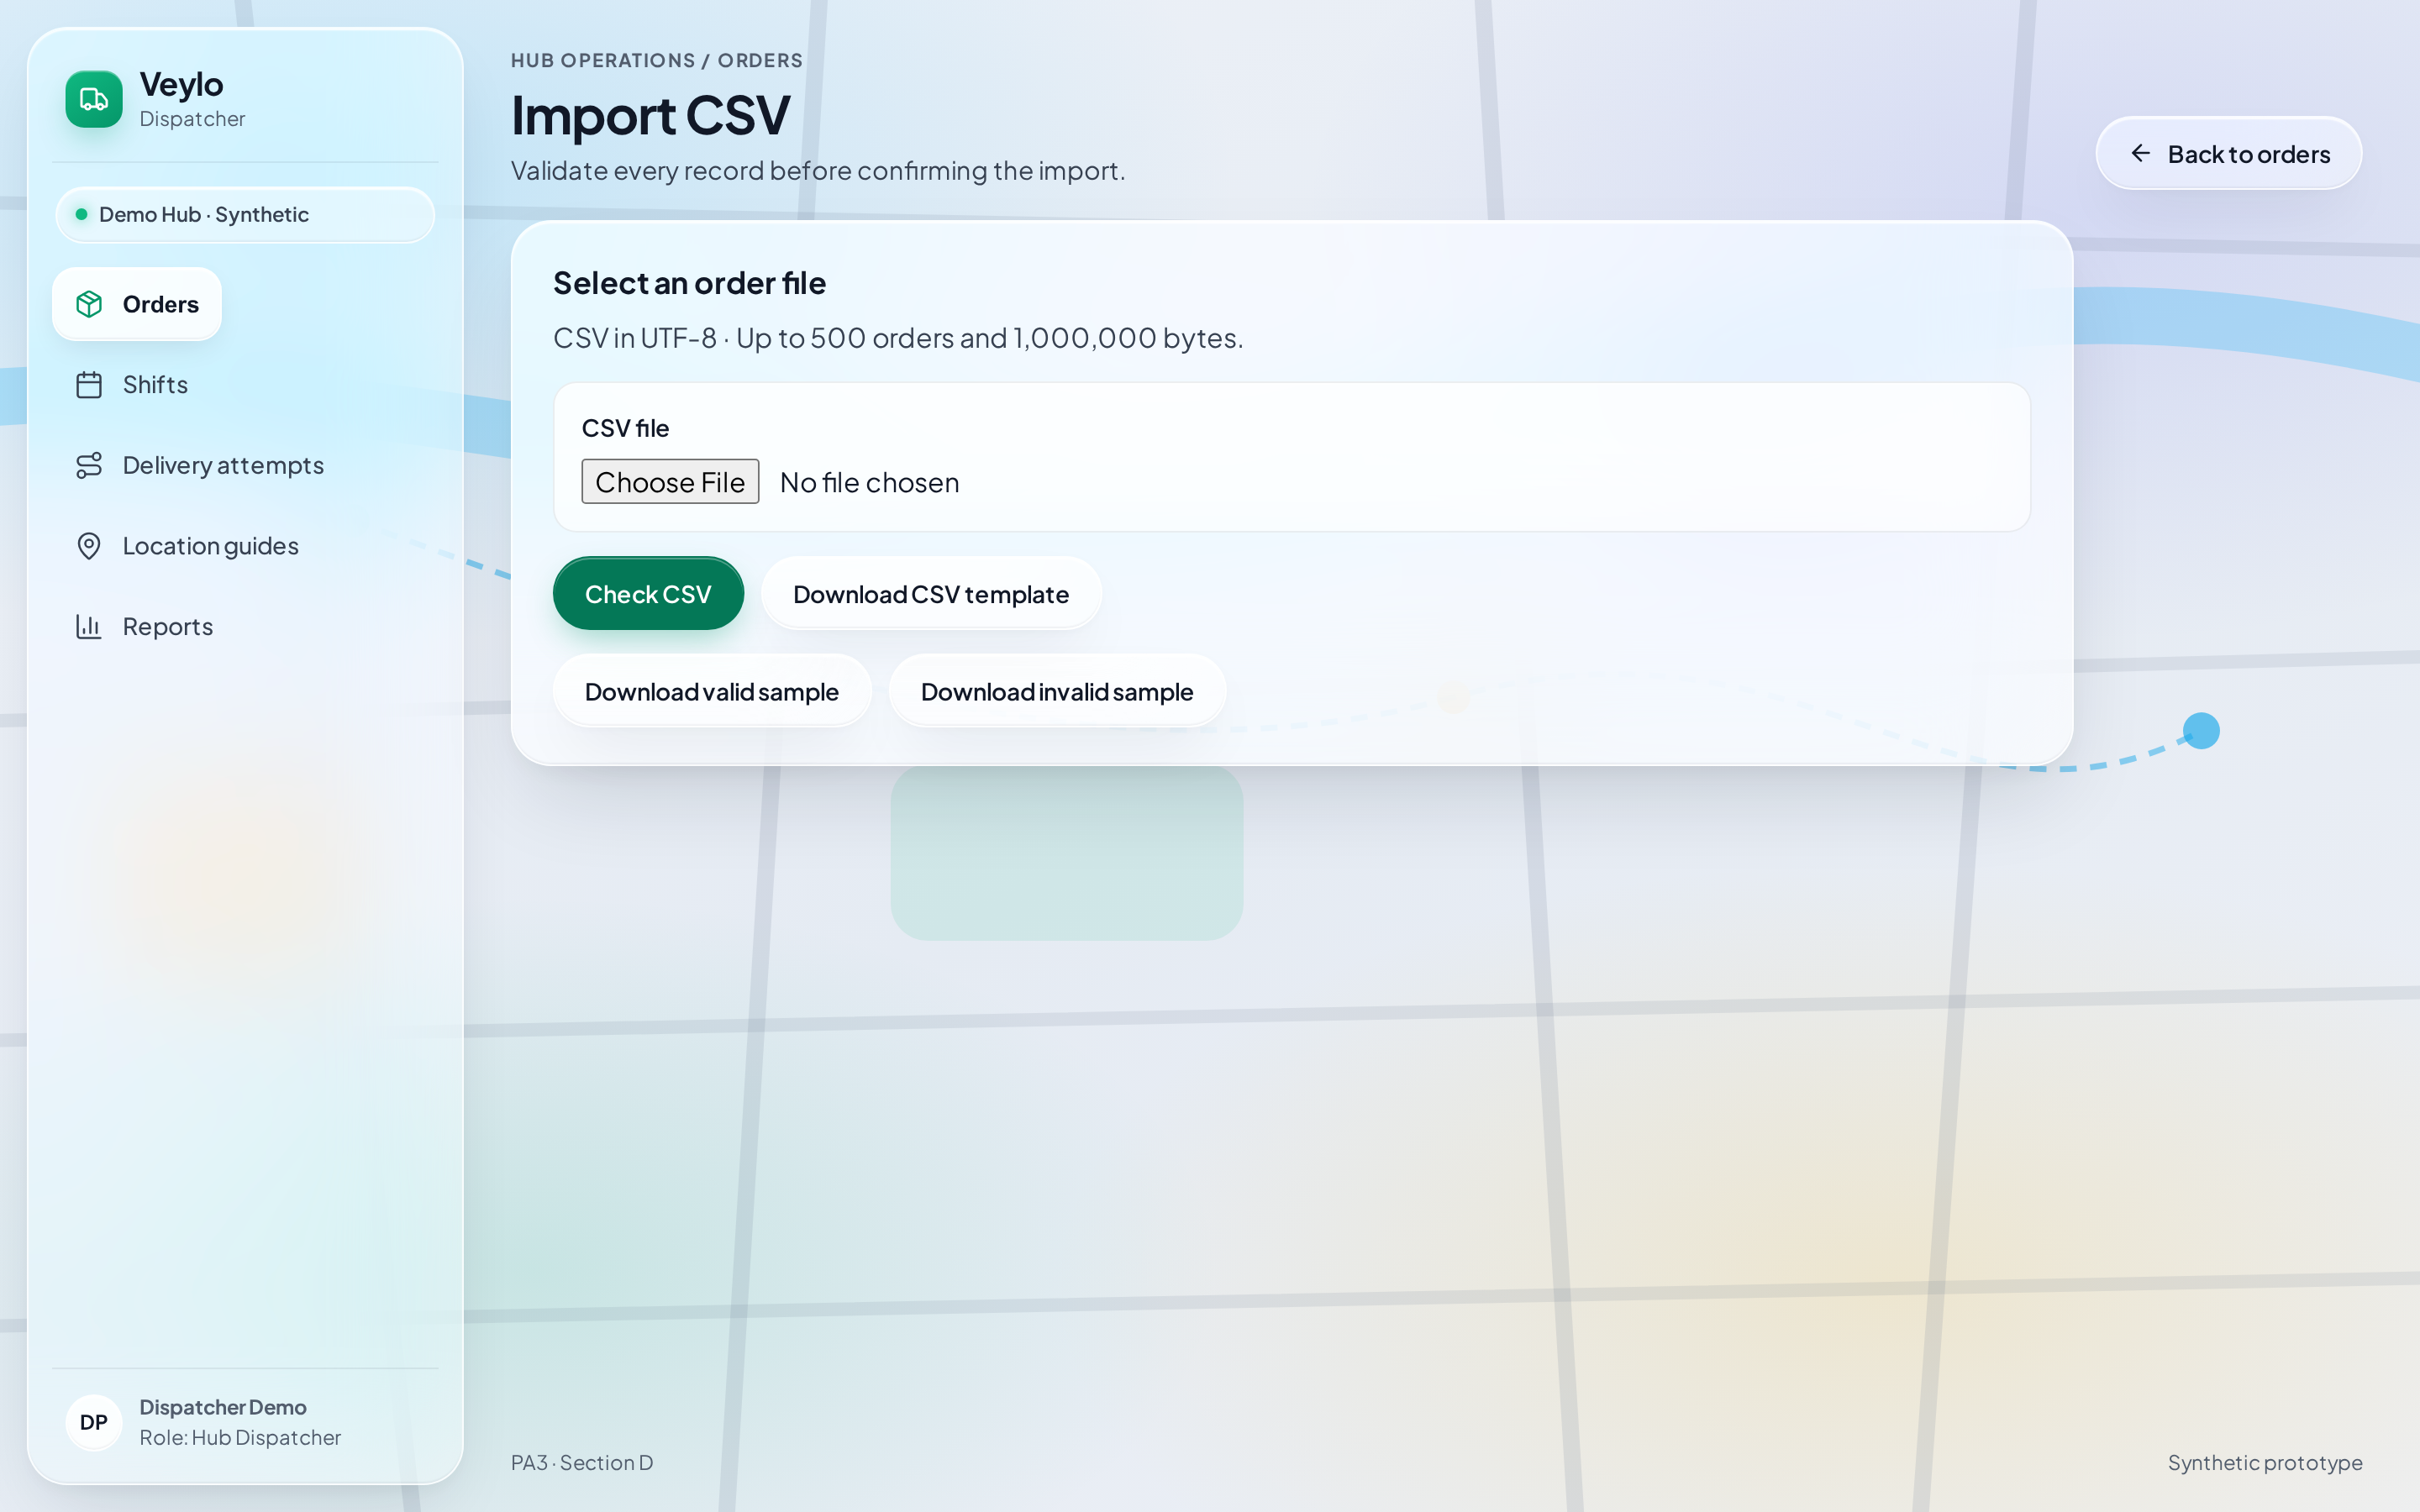 Veylo
Dispatcher
Demo Hub · Synthetic
Orders
Shifts
Delivery attempts
Location guides
Reports
DP
Dispatcher Demo
Role: Hub Dispatcher
HUB OPERATIONS / ORDERS
Import CSV
Validate every record before confirming the import.
Back to orders
Select an order file
CSV in UTF-8 · Up to 500 orders and 1,000,000 bytes.
CSV file
Choose File No file chosen
Check CSV Download CSV template
Download valid sample Download invalid sample
PA3 · Section D
Synthetic prototype